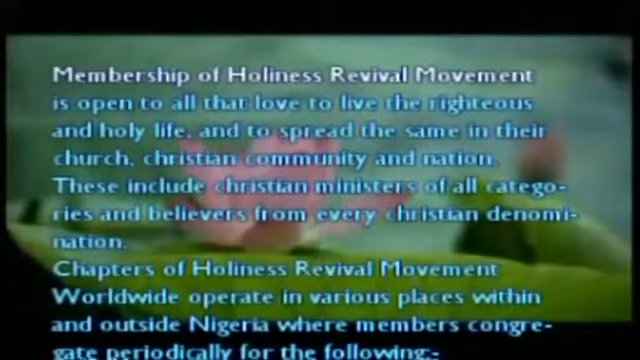 Membership of Holiness Revival Movement
is open to all that love to live the righteous
and holy life, and to spread the same in their
church, christian community and nation.
These include christian ministers of all catego-
ries and believers from every christian denomi-
nation.
Chapters of Holiness Revival Movement
Worldwide operate in various places within
and outside Nigeria where members congre-
gate periodically for the following:-